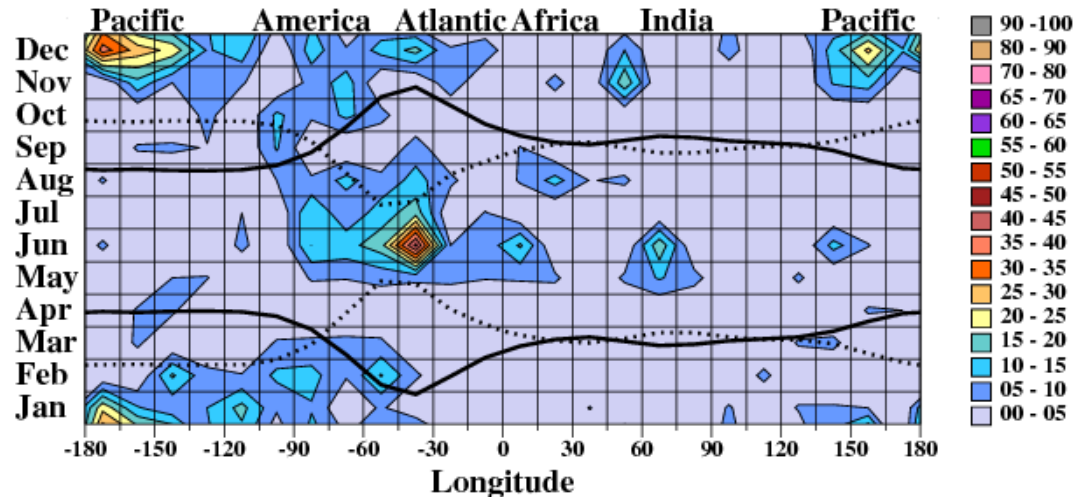 Pacific America Atlantic Africa India Pacific
Dec
Nov
Oct
Sep
Aug
Jul
Jun
May
Apr
Mar
Feb
Jan
-180 -150 -120 -90 -60 -30 0 30 60 90 120 150 180
Longitude
90 -100
80 - 90
70 - 80
65 - 70
60 - 65
55 - 60
50 - 55
45 - 50
40 - 45
35 - 40
30 - 35
25 - 30
20 - 25
15 - 20
10 - 15
05 - 10
00 - 05